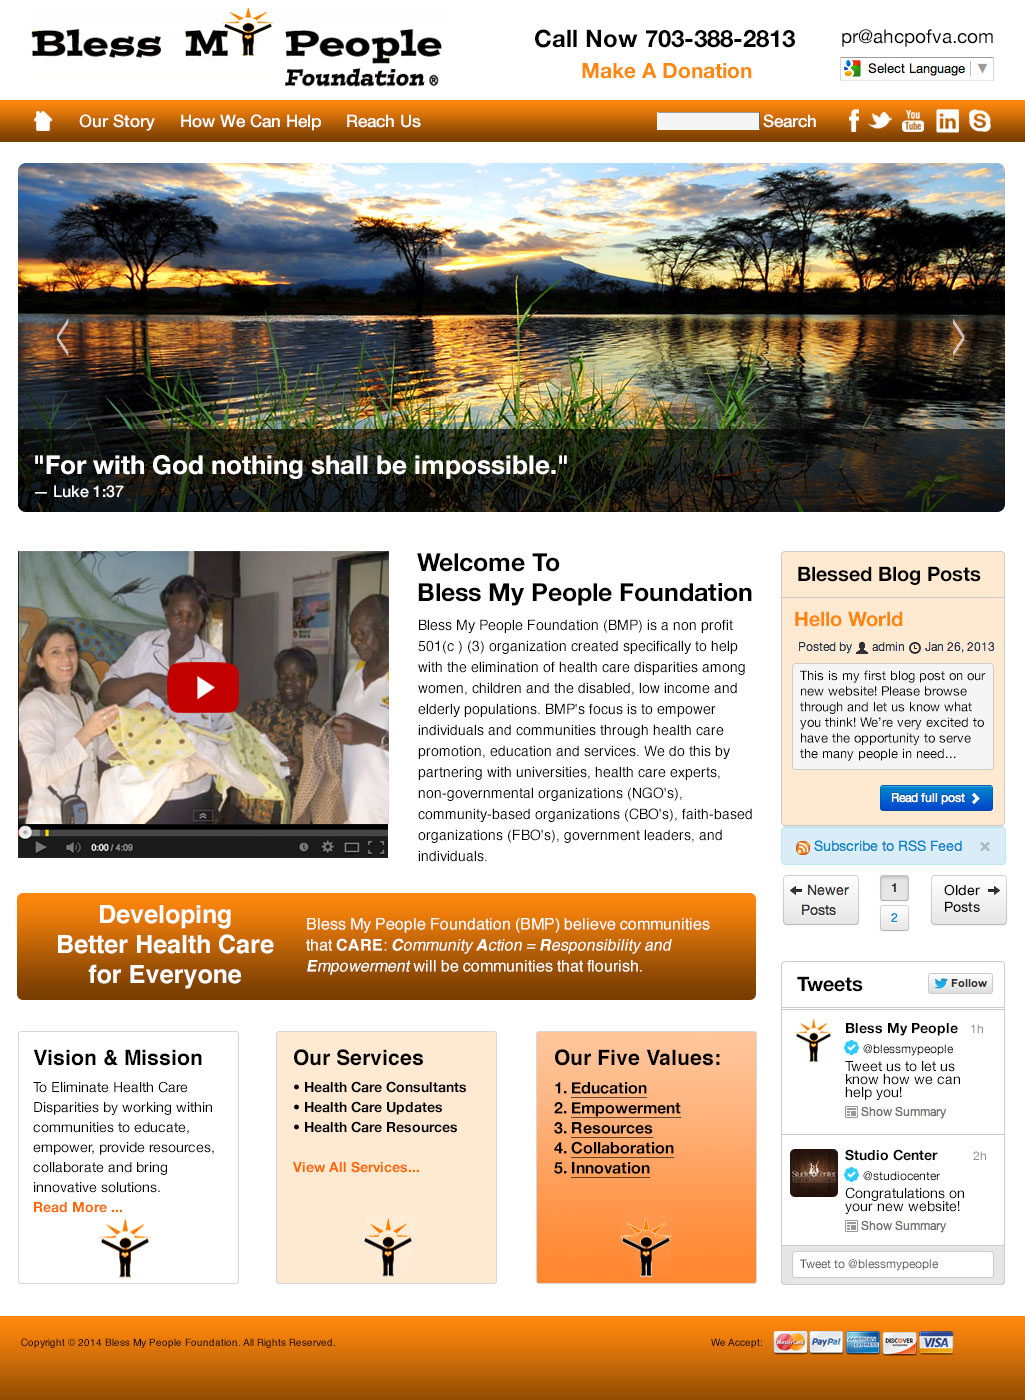 Bless My People
Foundation ®
Call Now 703-388-2813
Make A Donation
pr@ahcpofva.com
Select Language
Our Story
How We Can Help
Reach Us
Search
You
Tube
"For with God nothing shall be impossible."
— Luke 1:37
0:00 / 4:09
Welcome To
Bless My People Foundation
Bless My People Foundation (BMP) is a non profit
501(c ) (3) organization created specifically to help
with the elimination of health care disparities among
women, children and the disabled, low income and
elderly populations. BMP's focus is to empower
individuals and communities through health care
promotion, education and services. We do this by
partnering with universities, health care experts,
non-governmental organizations (NGO's),
community-based organizations (CBO's), faith-based
organizations (FBO's), government leaders, and
individuals.
Blessed Blog Posts
Hello World
Posted by admin Jan 26, 2013
This is my first blog post on our
new website! Please browse
through and let us know what
you think! We're very excited to
have the opportunity to serve
the many people in need...
Read full post
Subscribe to RSS Feed
Newer
Posts
1
2
Older
Posts
Developing
Better Health Care
for Everyone
Bless My People Foundation (BMP) believe communities
that CARE: Community Action = Responsibility and
Empowerment will be communities that flourish.
Vision & Mission
To Eliminate Health Care
Disparities by working within
communities to educate,
empower, provide resources,
collaborate and bring
innovative solutions.
Read More ...
Our Services
• Health Care Consultants
• Health Care Updates
• Health Care Resources
View All Services...
Our Five Values:
1. Education
2. Empowerment
3. Resources
4. Collaboration
5. Innovation
Tweets
Follow
Bless My People 1h
@blessmypeople
Tweet us to let us
know how we can
help you!
Show Summary
Studio Center 2h
@studiocenter
Congratulations on
your new website!
Show Summary
Tweet to @blessmypeople
Copyright © 2014 Bless My People Foundation. All Rights Reserved.
We Accept:
MasterCard
PayPal
AMERICAN
EXPRESS
DISCOVER
VISA